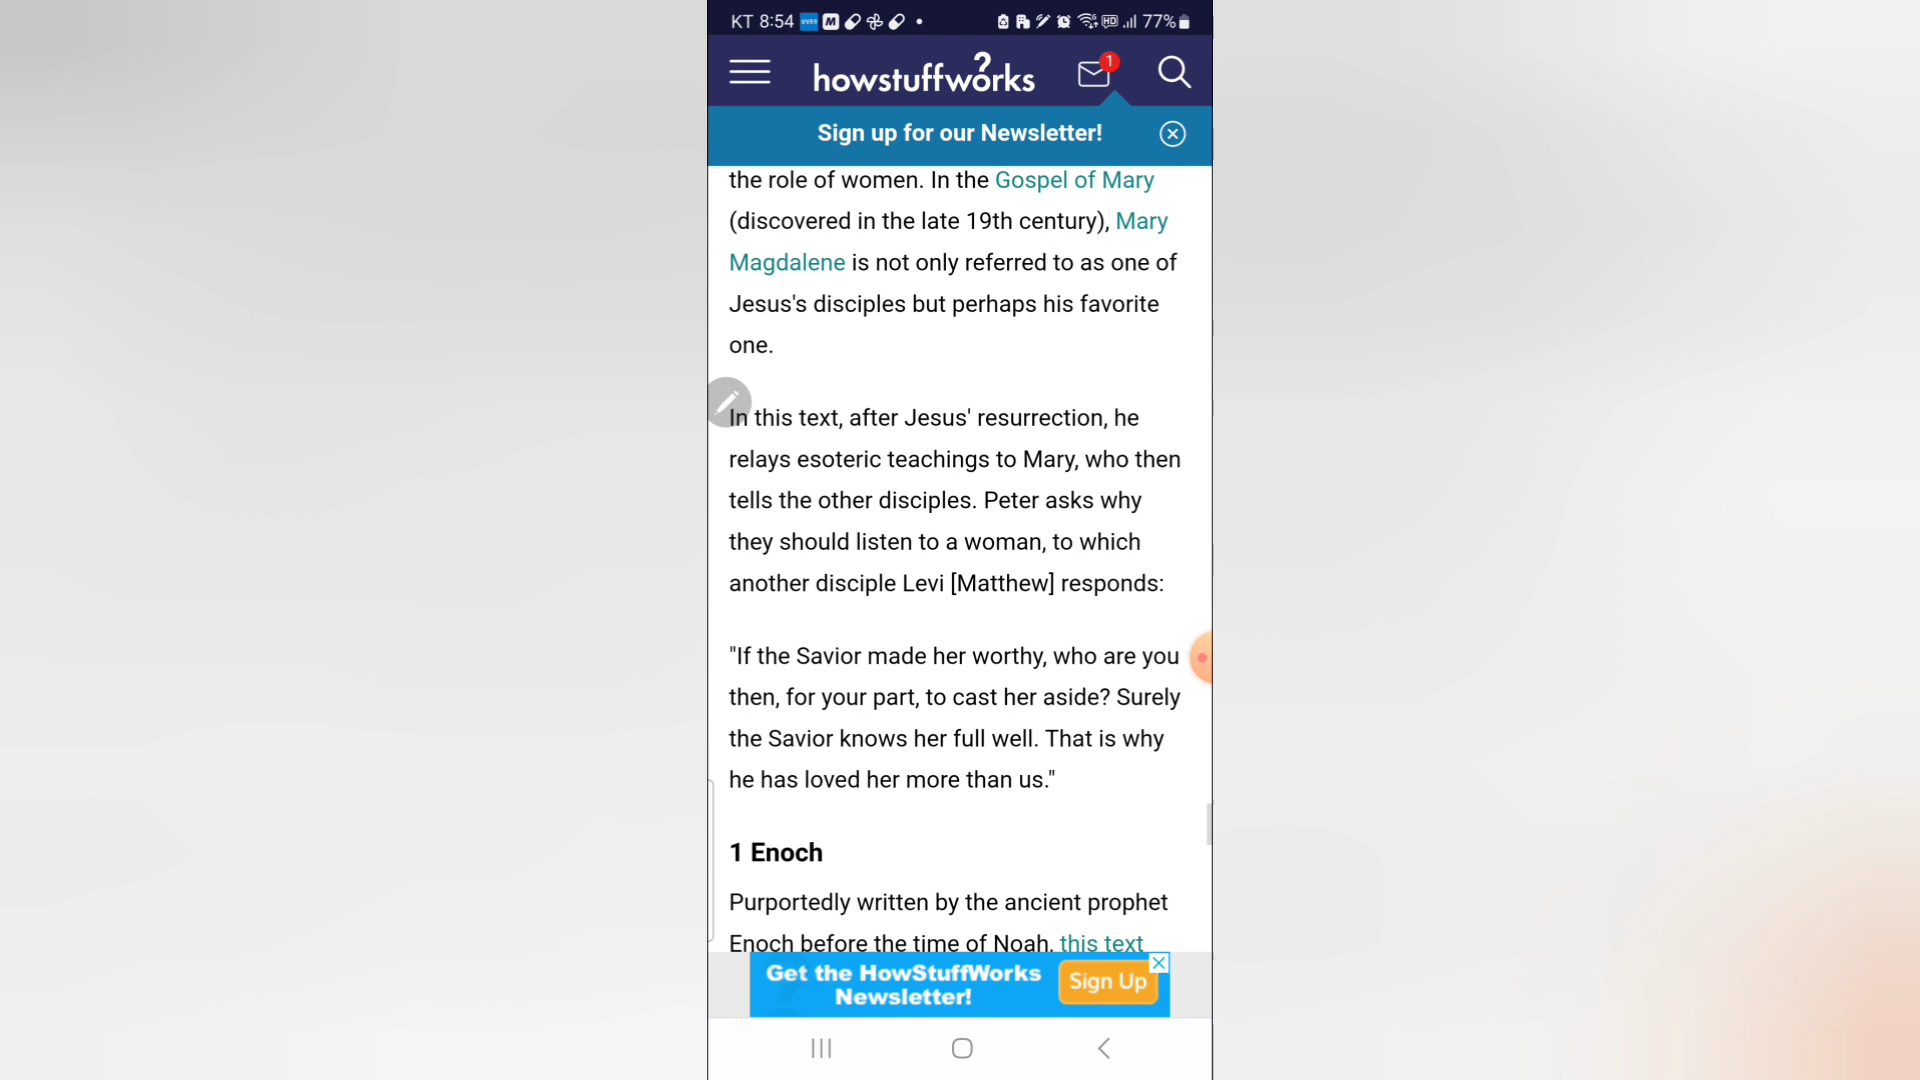 KT 8:54 77%
howstuffworks
1
Sign up for our Newsletter!
the role of women. In the Gospel of Mary
(discovered in the late 19th century), Mary
Magdalene is not only referred to as one of
Jesus's disciples but perhaps his favorite
one.
In this text, after Jesus' resurrection, he
relays esoteric teachings to Mary, who then
tells the other disciples. Peter asks why
they should listen to a woman, to which
another disciple Levi [Matthew] responds:
"If the Savior made her worthy, who are you
then, for your part, to cast her aside? Surely
the Savior knows her full well. That is why
he has loved her more than us."
1 Enoch
Purportedly written by the ancient prophet
Enoch before the time of Noah, this text
Get the HowStuffWorks
Newsletter!
Sign Up